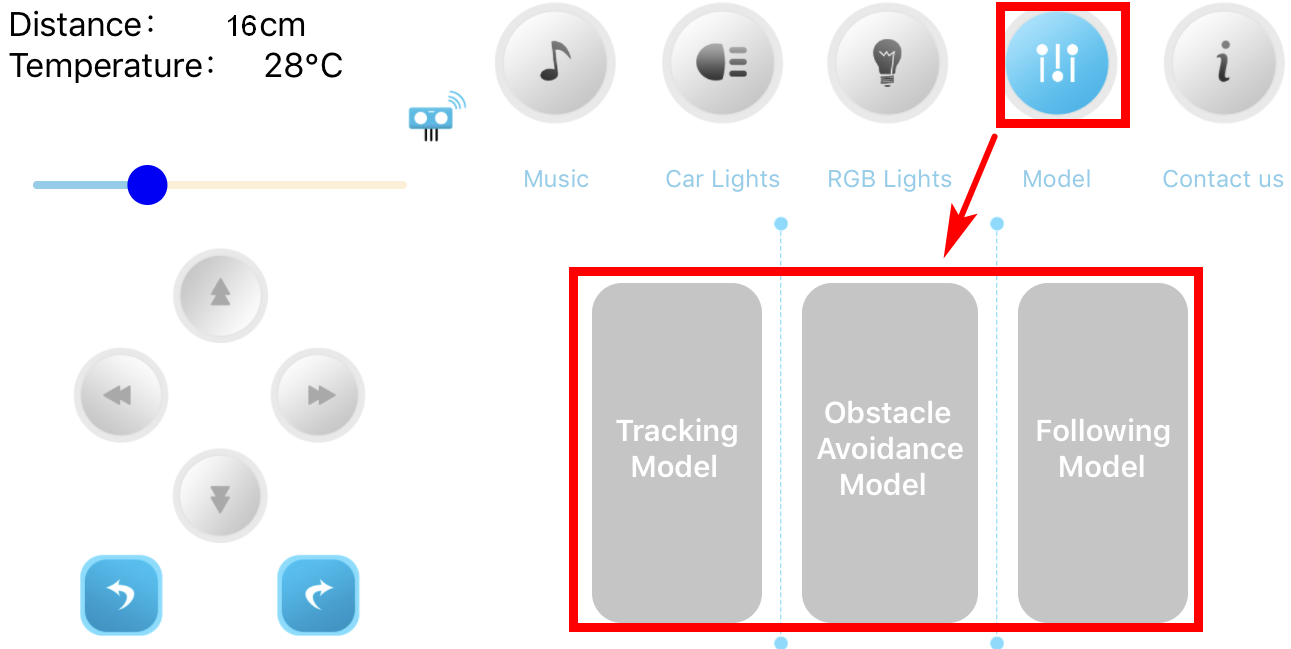 Distance： 16cm
Temperature： 28°C
Music
Car Lights
RGB Lights
Model
Contact us
Tracking
Model
Obstacle
Avoidance
Model
Following
Model